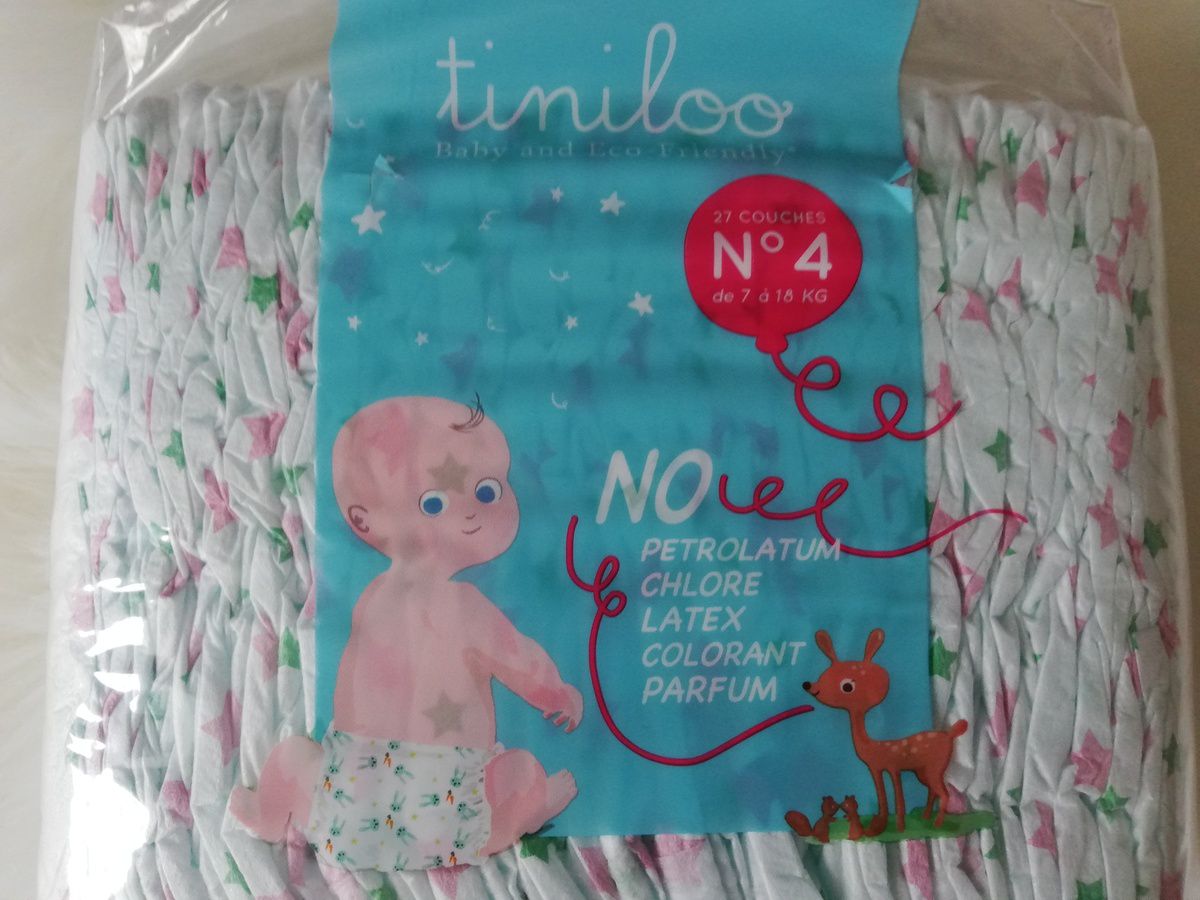 tiniloo
Baby and Eco-Friendly*
27 COUCHES
N° 4
de 7 à 18 KG
NO
PETROLATUM
CHLORE
LATEX
COLORANT
PARFUM